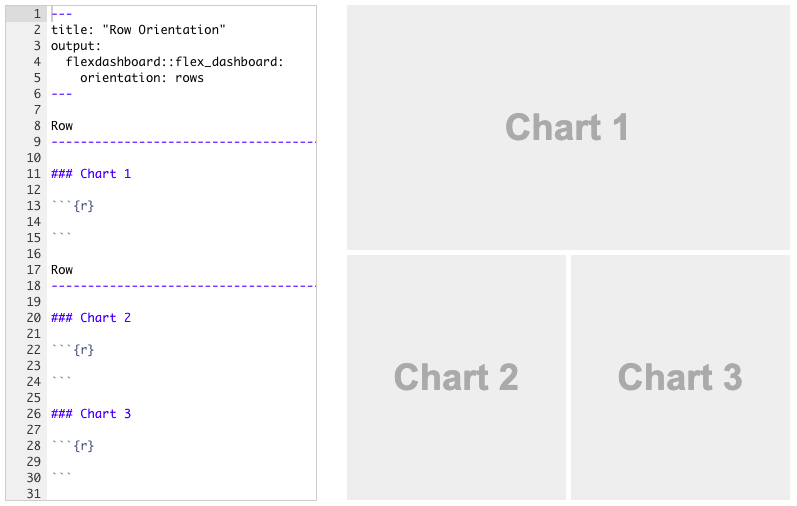 1 ---
2 title: "Row Orientation"
3 output:
4   flexdashboard::flex_dashboard:
5     orientation: rows
6 ---
7
8 Row
9 -------------------------------------
10
11 ### Chart 1
12
13 ```{r}
14
15 ```
16
17 Row
18 -------------------------------------
19
20 ### Chart 2
21
22 ```{r}
23
24 ```
25
26 ### Chart 3
27
28 ```{r}
29
30 ```
31
Chart 1
Chart 2
Chart 3